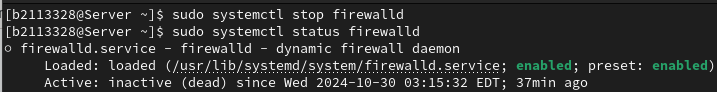 [b2113328@Server ~]$ sudo systemctl stop firewalld
[b2113328@Server ~]$ sudo systemctl status firewalld
○ firewalld.service - firewalld - dynamic firewall daemon
     Loaded: loaded (/usr/lib/systemd/system/firewalld.service; enabled; preset: enabled)
     Active: inactive (dead) since Wed 2024-10-30 03:15:32 EDT; 37min ago